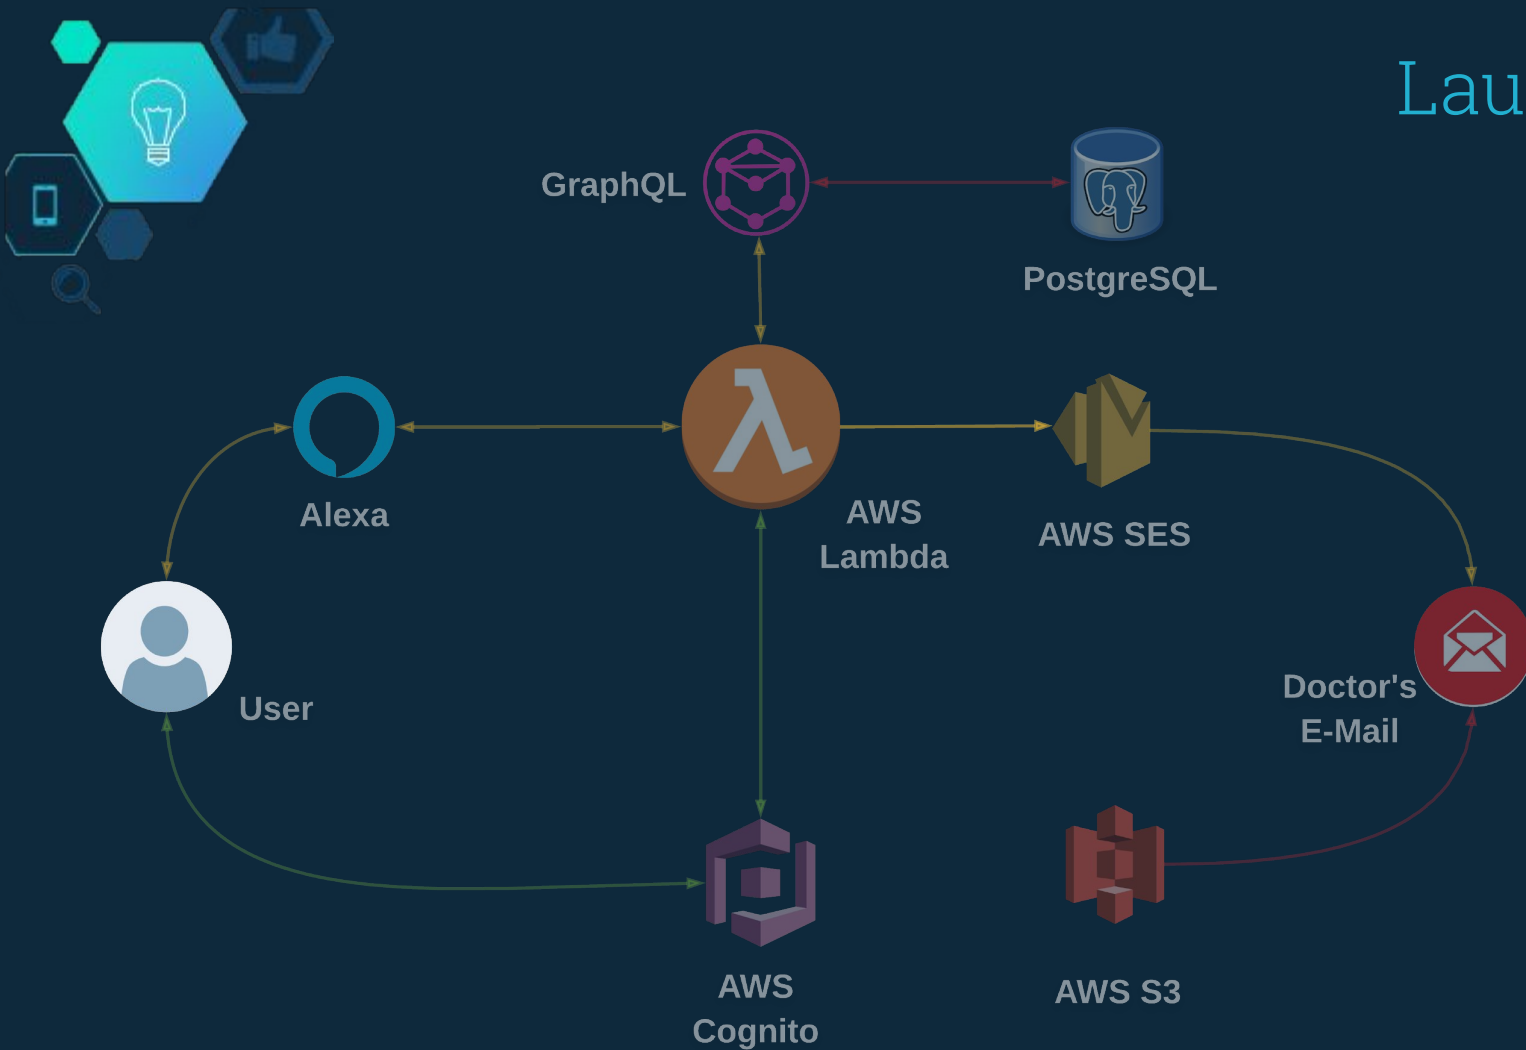 Lau
GraphQL
PostgreSQL
Alexa
AWS
Lambda
AWS SES
User
Doctor's
E-Mail
AWS
Cognito
AWS S3